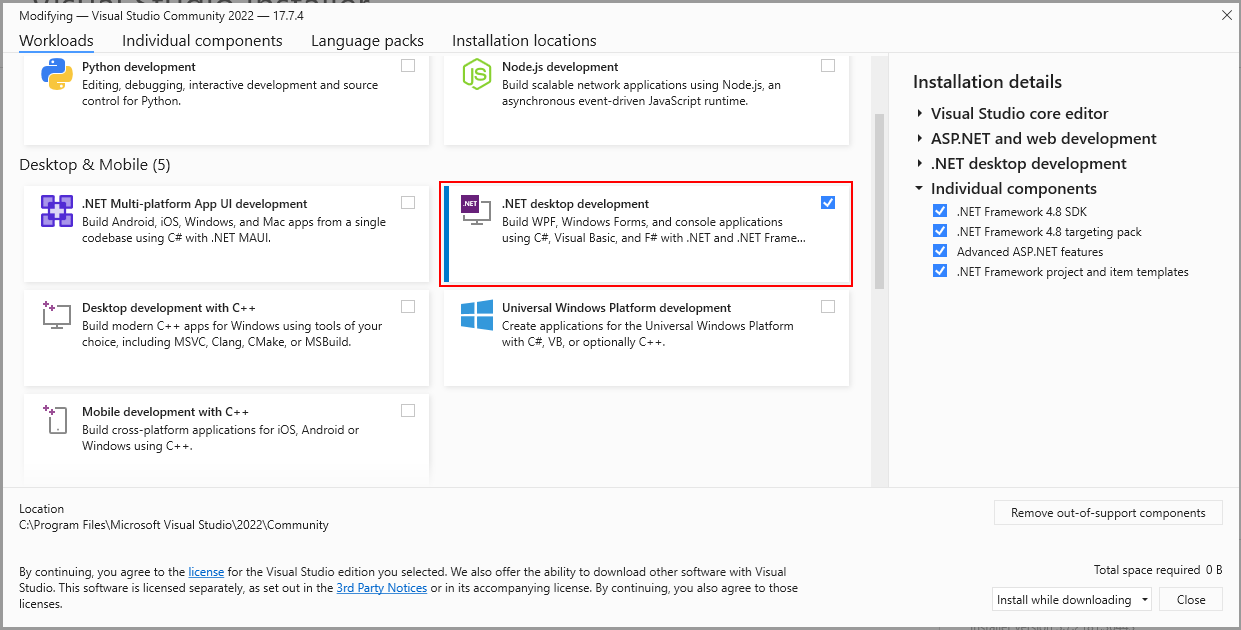 Modifying — Visual Studio Community 2022 — 17.7.4
Workloads
Individual components
Language packs
Installation locations
Python development
Editing, debugging, interactive development and source
control for Python.
Node.js development
Build scalable network applications using Node.js, an
asynchronous event-driven JavaScript runtime.
Desktop & Mobile (5)
.NET Multi-platform App UI development
Build Android, iOS, Windows, and Mac apps from a single
codebase using C# with .NET MAUI.
.NET
.NET desktop development
Build WPF, Windows Forms, and console applications
using C#, Visual Basic, and F# with .NET and .NET Frame...
Desktop development with C++
Build modern C++ apps for Windows using tools of your
choice, including MSVC, Clang, CMake, or MSBuild.
Universal Windows Platform development
Create applications for the Universal Windows Platform
with C#, VB, or optionally C++.
Mobile development with C++
Build cross-platform applications for iOS, Android or
Windows using C++.
Installation details
Visual Studio core editor
ASP.NET and web development
.NET desktop development
Individual components
.NET Framework 4.8 SDK
.NET Framework 4.8 targeting pack
Advanced ASP.NET features
.NET Framework project and item templates
Location
C:\Program Files\Microsoft Visual Studio\2022\Community
Remove out-of-support components
By continuing, you agree to the license for the Visual Studio edition you selected. We also offer the ability to download other software with Visual
Studio. This software is licensed separately, as set out in the 3rd Party Notices or in its accompanying license. By continuing, you also agree to those
licenses.
Total space required 0 B
Install while downloading
Close